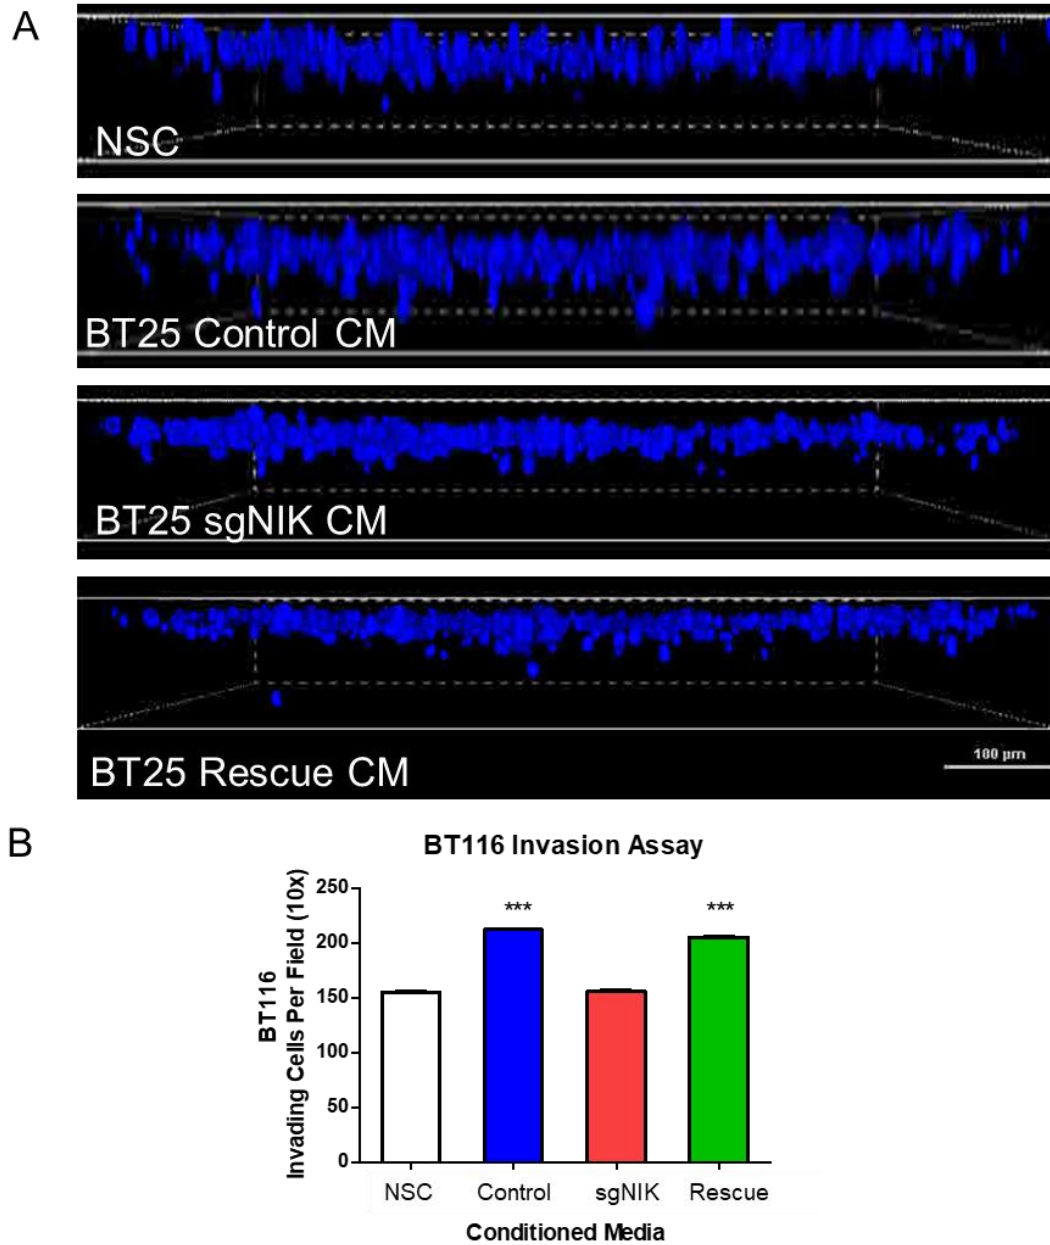 A
NSC
BT25 Control CM
BT25 sgNIK CM
BT25 Rescue CM
100 µm
B
BT116 Invasion Assay
BT116
Invading Cells Per Field (10x)
250
200
150
100
50
0
***
***
NSC Control sgNIK Rescue
Conditioned Media